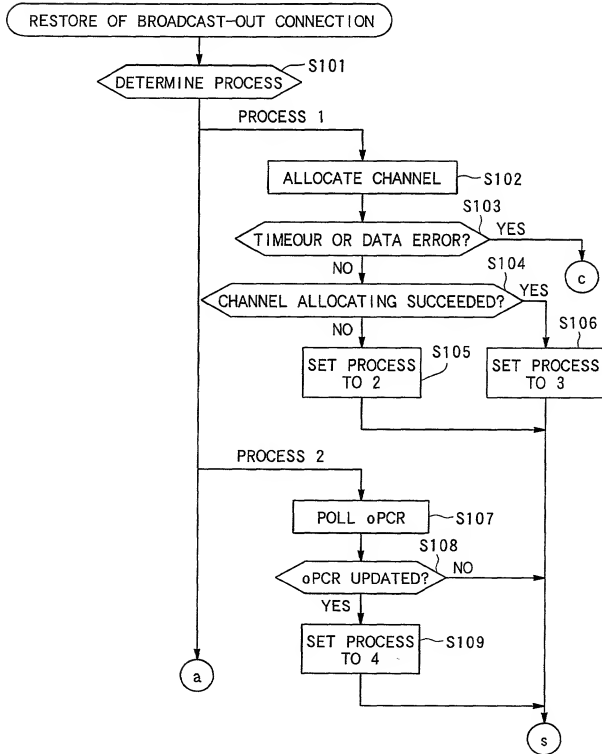 RESTORE OF BROADCAST-OUT CONNECTION
S101
DETERMINE PROCESS
PROCESS 1
ALLOCATE CHANNEL
S102
S103
TIMEOUR OR DATA ERROR?
YES
NO
c
S104
CHANNEL ALLOCATING SUCCEEDED?
YES
NO
S105
S106
SET PROCESS
TO 2
SET PROCESS
TO 3
PROCESS 2
POLL oPCR
S107
S108
oPCR UPDATED?
NO
YES
SET PROCESS
TO 4
S109
a
s